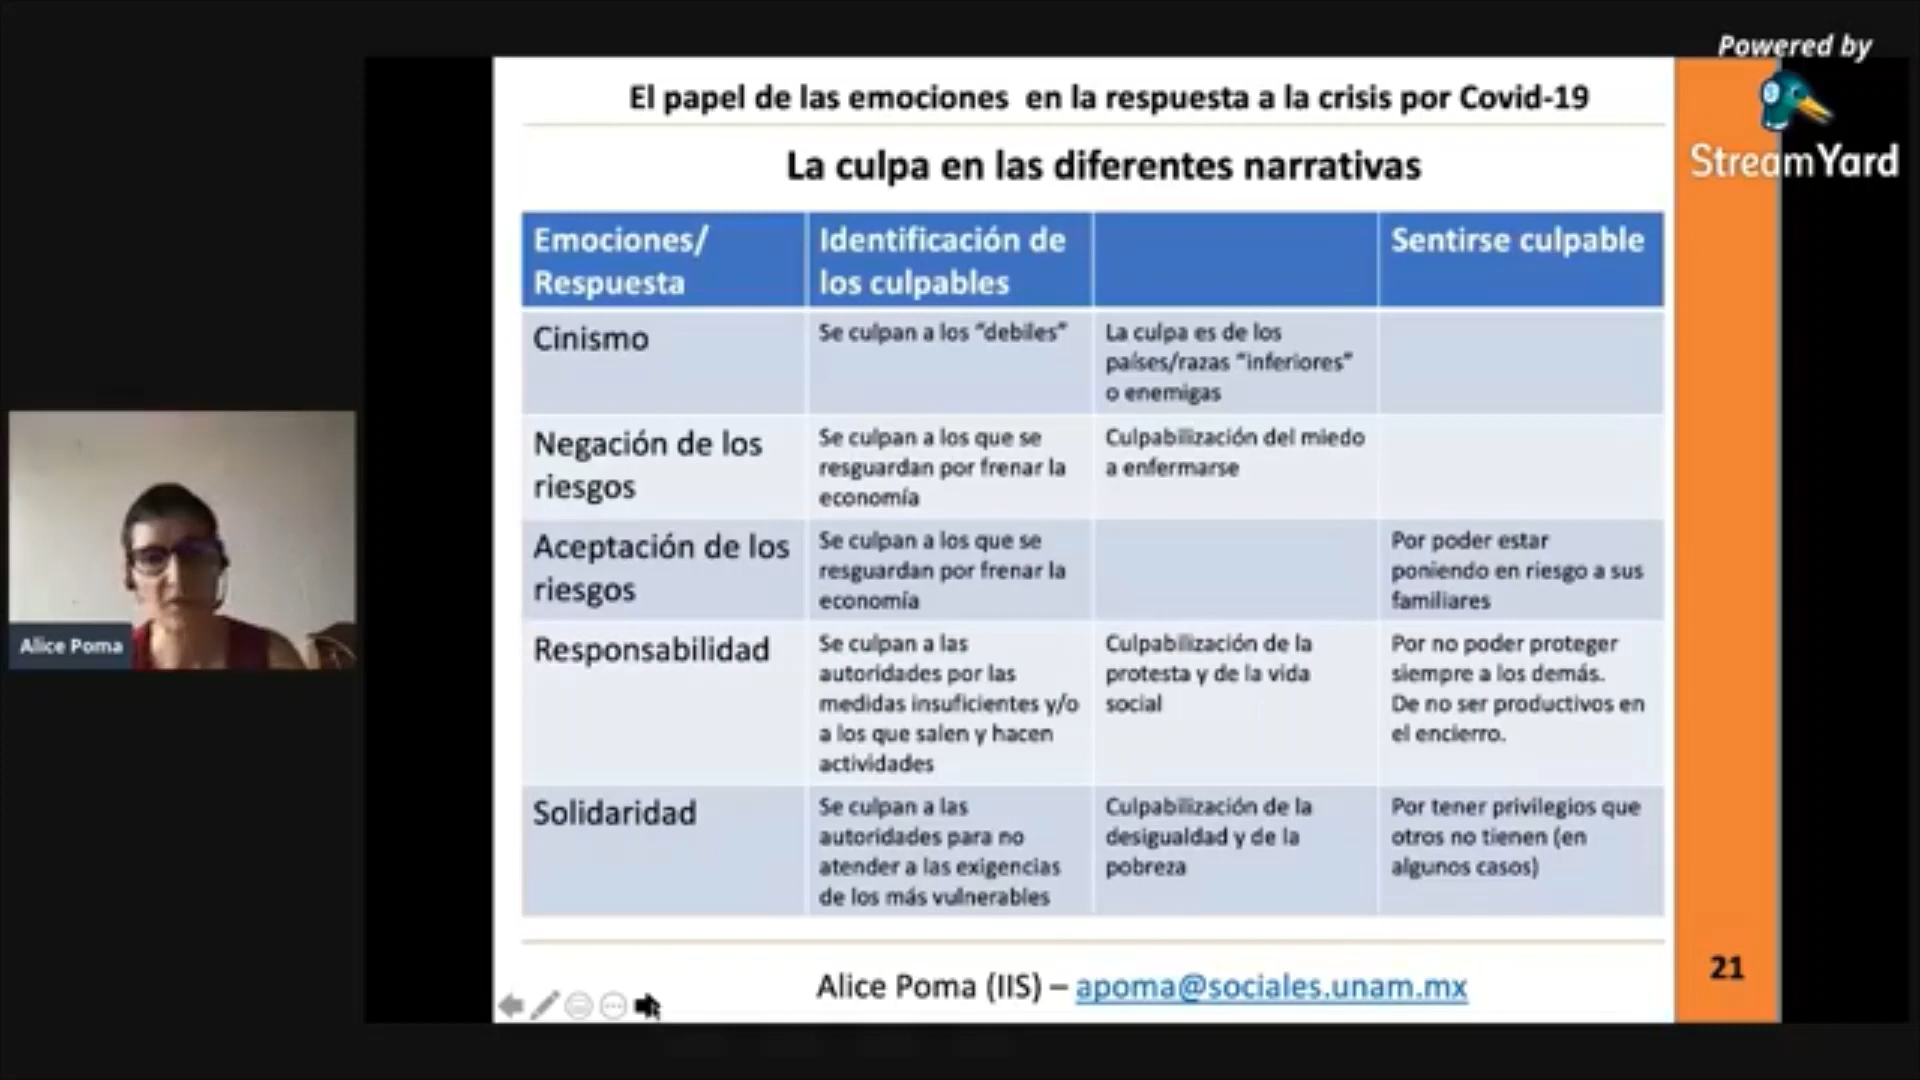 Powered by
StreamYard
El papel de las emociones en la respuesta a la crisis por Covid-19
La culpa en las diferentes narrativas
Emociones/
Respuesta
Identificación de
los culpables
Sentirse culpable
Cinismo
Se culpan a los “debiles”
La culpa es de los
países/razas “inferiores”
o enemigas
Negación de los
riesgos
Se culpan a los que se
resguardan por frenar la
economía
Culpabilización del miedo
a enfermarse
Aceptación de los
riesgos
Se culpan a los que se
resguardan por frenar la
economía
Por poder estar
poniendo en riesgo a sus
familiares
Responsabilidad
Se culpan a las
autoridades por las
medidas insuficientes y/o
a los que salen y hacen
actividades
Culpabilización de la
protesta y de la vida
social
Por no poder proteger
siempre a los demás.
De no ser productivos en
el encierro.
Solidaridad
Se culpan a las
autoridades para no
atender a las exigencias
de los más vulnerables
Culpabilización de la
desigualdad y de la
pobreza
Por tener privilegios que
otros no tienen (en
algunos casos)
Alice Poma (IIS) – apoma@sociales.unam.mx
21
Alice Poma